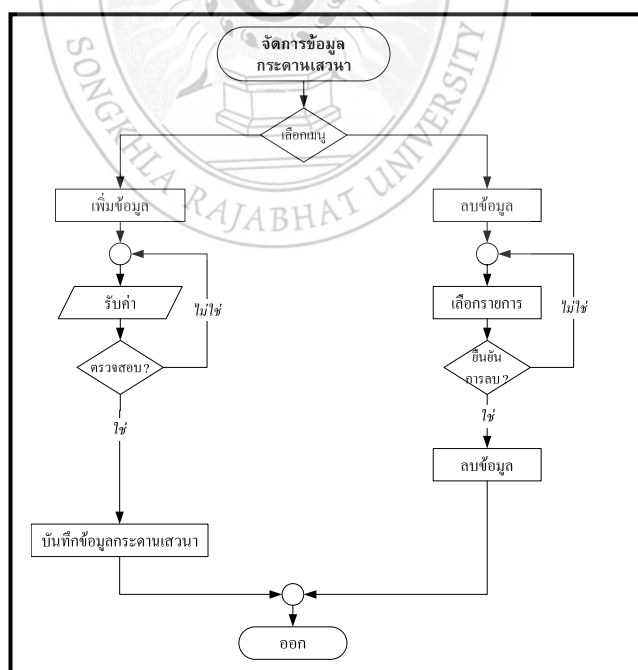 จัดการข้อมูล
กระดานเสวนา
เลือกเมนู
SONGKHLA RAJABHAT UNIVERSITY
เพิ่มข้อมูล
ลบข้อมูล
รับค่า
ไม่ใช่
เลือกรายการ
ไม่ใช่
ตรวจสอบ?
ยืนยัน
การลบ?
ใช่
ใช่
ลบข้อมูล
บันทึกข้อมูลกระดานเสวนา
ออก